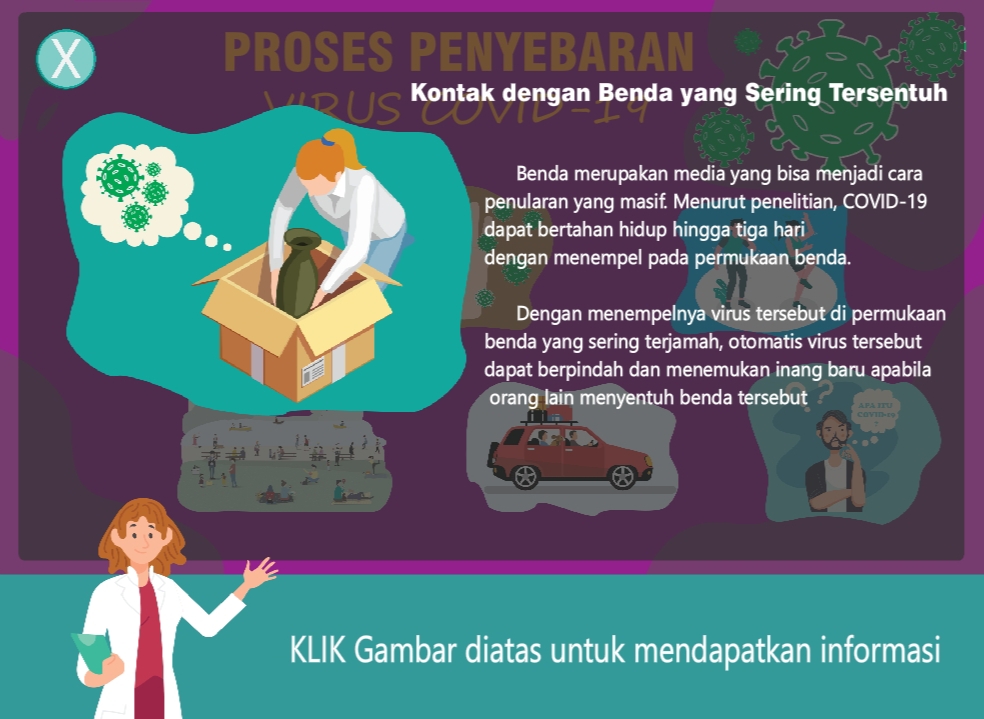 X
PROSES PENYEBARAN
VIRUS COVID-19
Kontak dengan Benda yang Sering Tersentuh
Benda merupakan media yang bisa menjadi cara
penularan yang masif. Menurut penelitian, COVID-19
dapat bertahan hidup hingga tiga hari
dengan menempel pada permukaan benda.
Dengan menempelnya virus tersebut di permukaan
benda yang sering terjamah, otomatis virus tersebut
dapat berpindah dan menemukan inang baru apabila
orang lain menyentuh benda tersebut
APA ITU
COVID-19
KLIK Gambar diatas untuk mendapatkan informasi